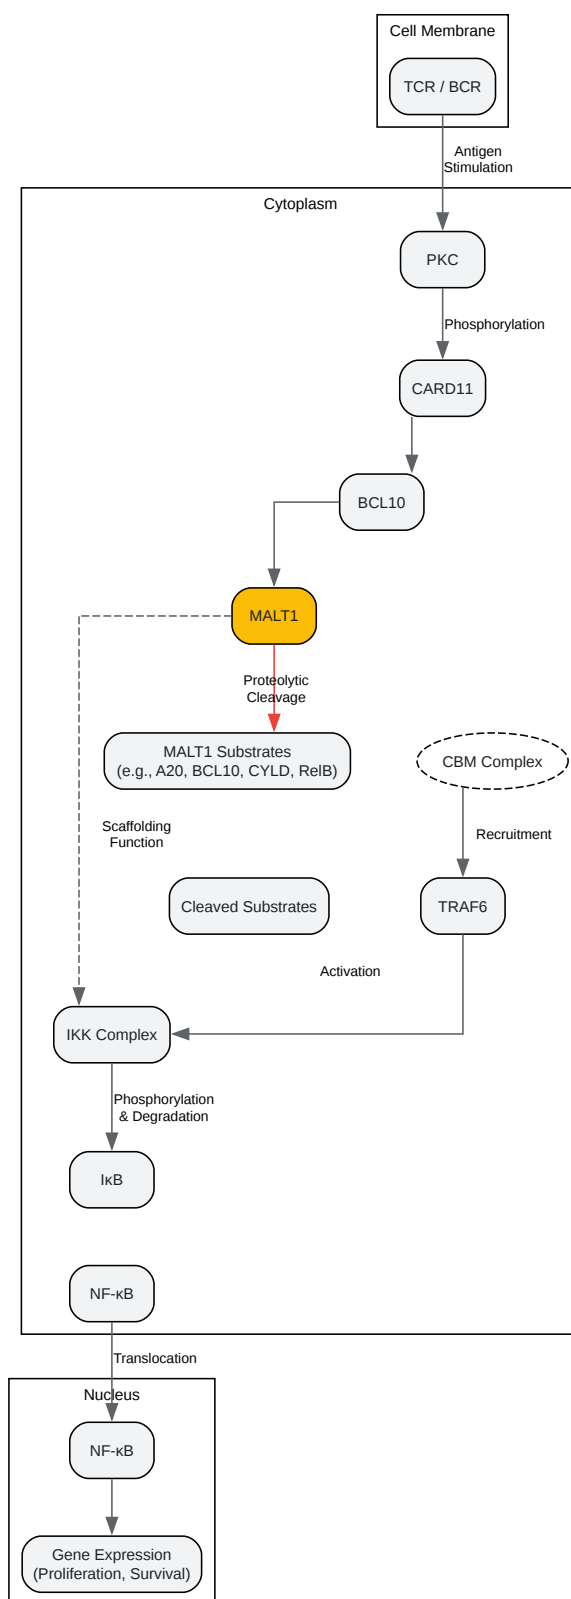 Cell Membrane
TCR / BCR
Antigen
Stimulation
Cytoplasm
PKC
Phosphorylation
CARD11
BCL10
MALT1
Proteolytic
Cleavage
MALT1 Substrates
(e.g., A20, BCL10, CYLD, RelB)
CBM Complex
Scaffolding
Function
Recruitment
Cleaved Substrates
TRAF6
Activation
IKK Complex
Phosphorylation
& Degradation
IκB
NF-κB
Translocation
Nucleus
NF-κB
Gene Expression
(Proliferation, Survival)